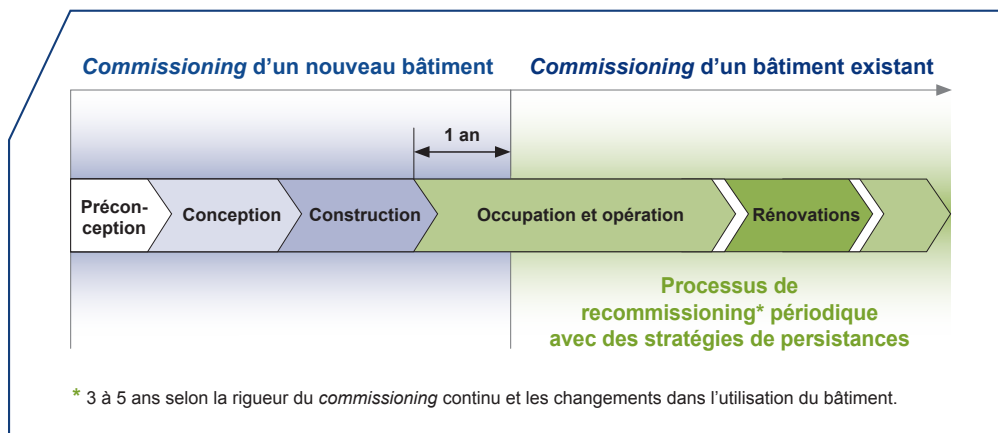 Commissioning d'un nouveau bâtiment
Commissioning d'un bâtiment existant
1 an
Précon-
ception
Conception
Construction
Occupation et opération
Rénovations
Processus de
recommissioning* périodique
avec des stratégies de persistances
* 3 à 5 ans selon la rigueur du commissioning continu et les changements dans l'utilisation du bâtiment.